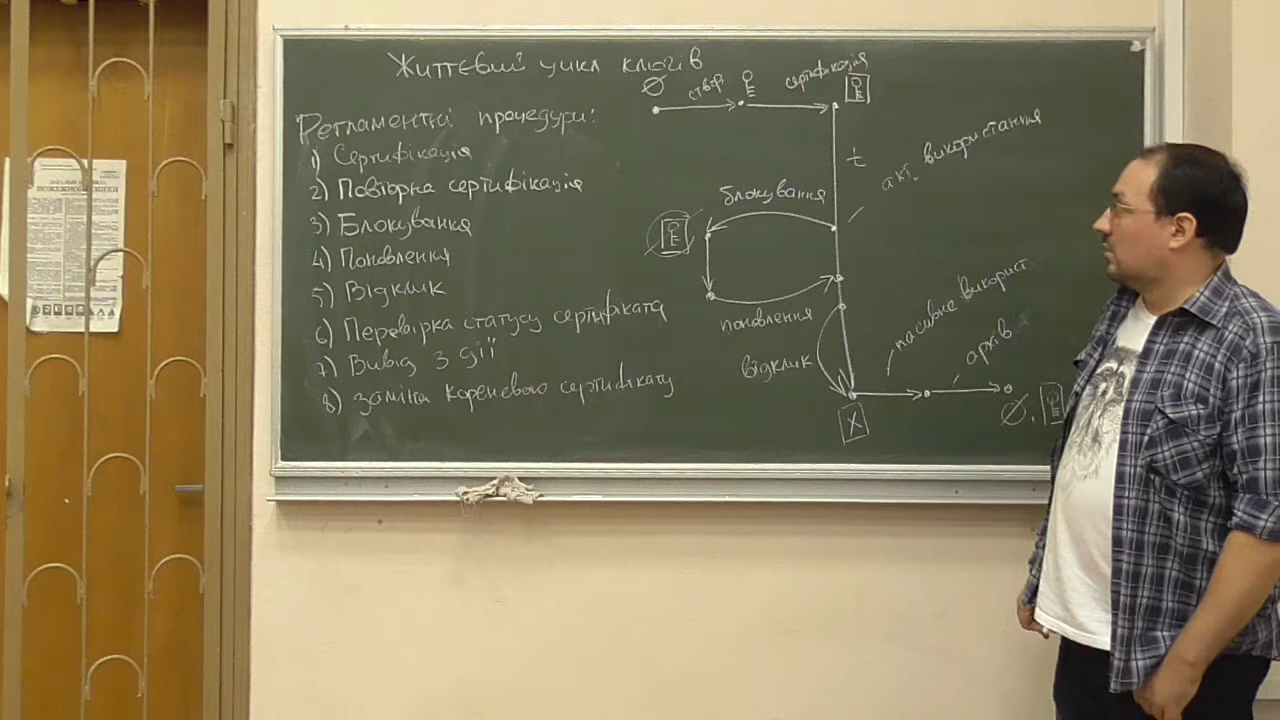 Життєвий цикл ключів
Регламентні процедури:
1) Сертифікація
2) Повторна сертифікація
3) Блокування
4) Поновлення
5) Відклик
6) Перевірка статусу сертифіката
7) Вивід з дії
8) Заміна кореневого сертифікату
∅ ств. сертифікація
t
акт. використання
блокування
поновлення
відклик
пасивне використ.
архів
X
∅,